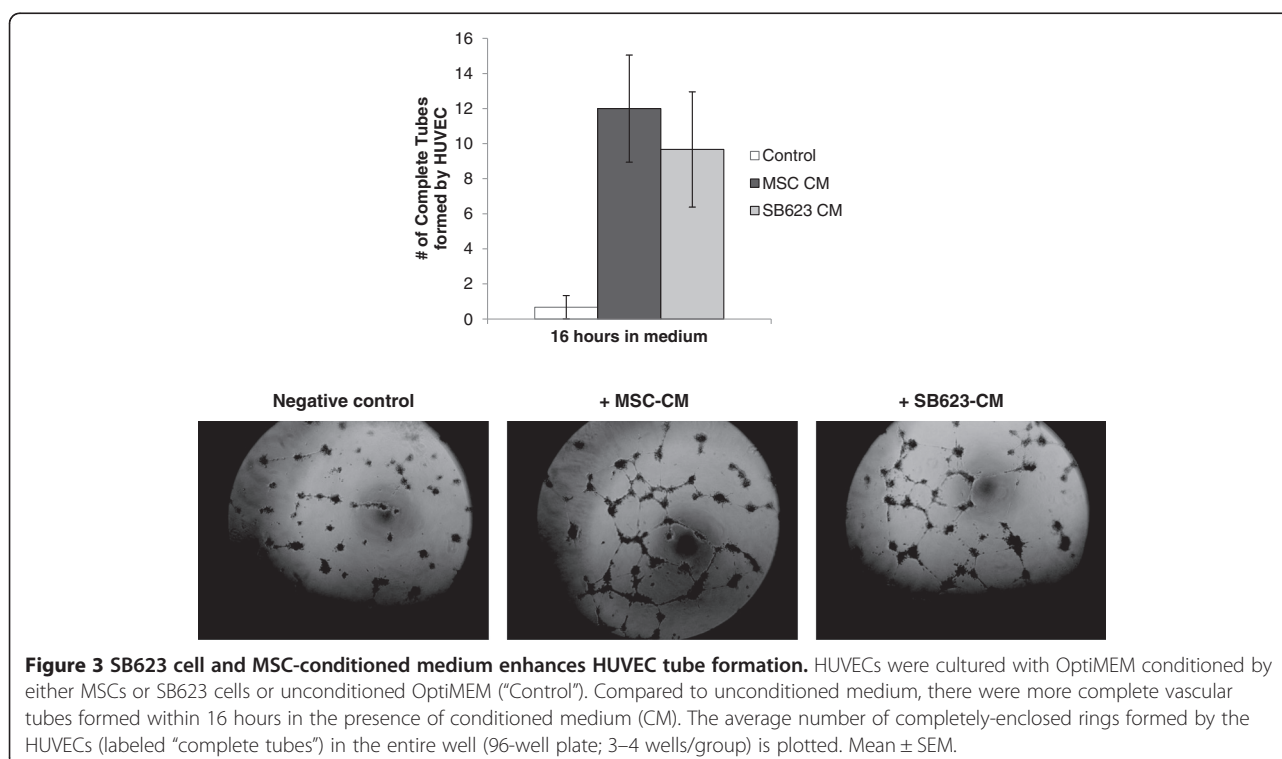 16
14
12
10
8
6
4
2
0
# of Complete Tubes
formed by HUVEC
Control
MSC CM
SB623 CM
16 hours in medium
Negative control
+ MSC-CM
+ SB623-CM
Figure 3 SB623 cell and MSC-conditioned medium enhances HUVEC tube formation. HUVECs were cultured with OptiMEM conditioned by
either MSCs or SB623 cells or unconditioned OptiMEM (“Control”). Compared to unconditioned medium, there were more complete vascular
tubes formed within 16 hours in the presence of conditioned medium (CM). The average number of completely-enclosed rings formed by the
HUVECs (labeled “complete tubes”) in the entire well (96-well plate; 3–4 wells/group) is plotted. Mean ± SEM.